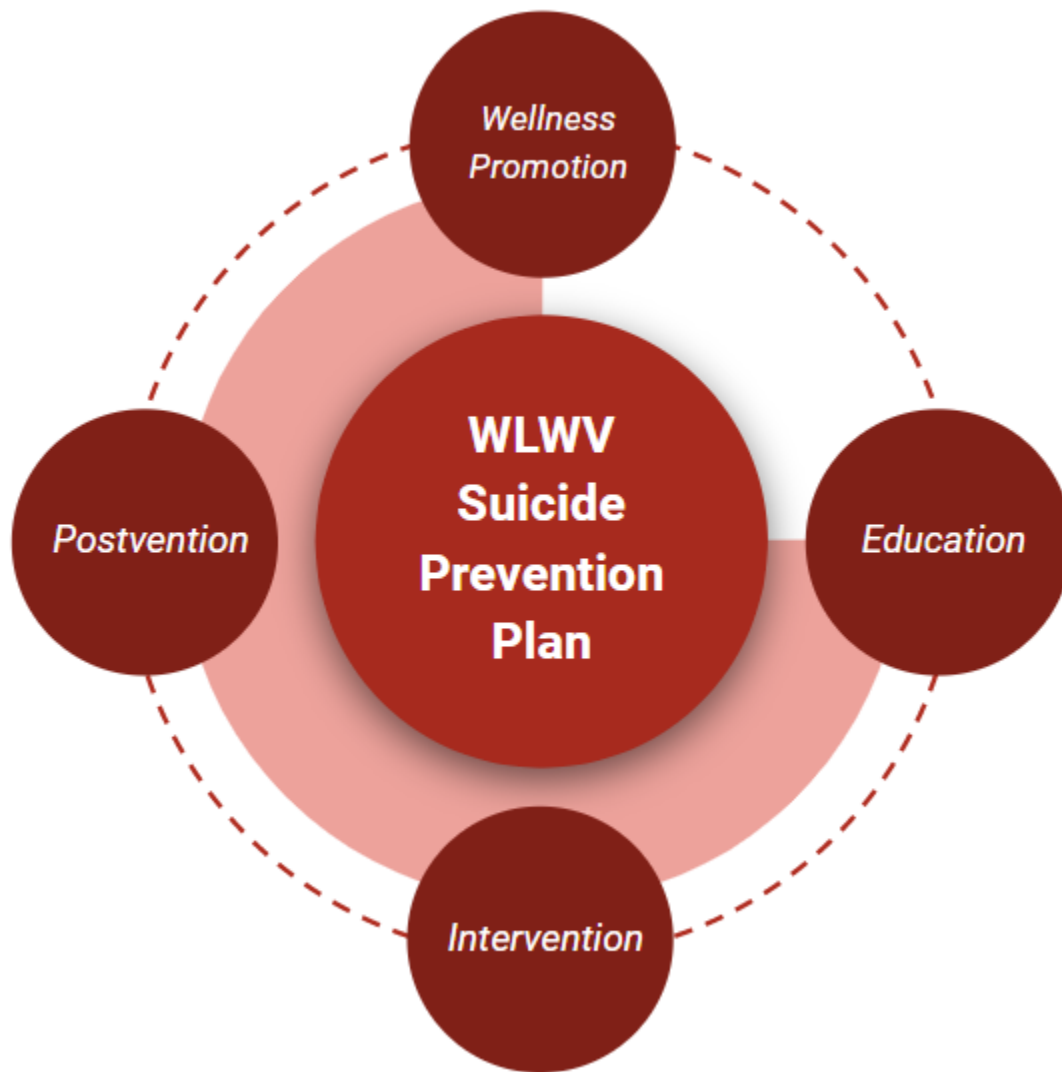 Wellness
Promotion
WLWV
Suicide
Prevention
Plan
Postvention
Education
Intervention